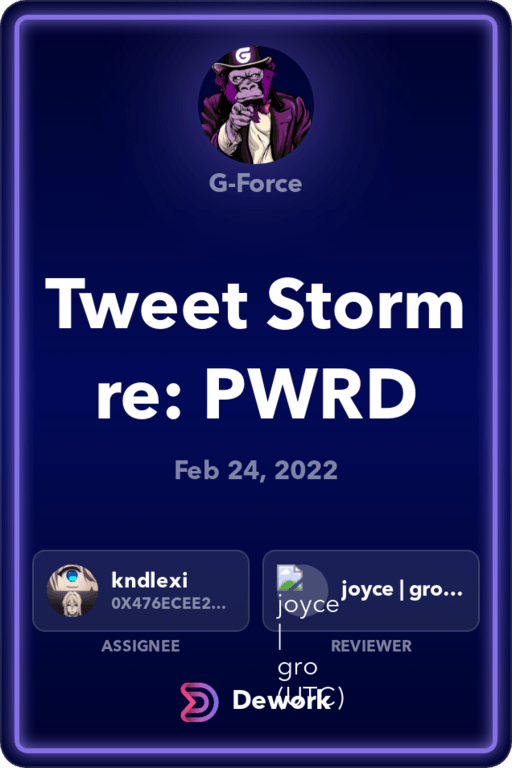 G
G-Force
Tweet Storm
re: PWRD
Feb 24, 2022
kndlexi
0X476ECEE2...
joyce | gro...
joyce
|
gro
(UTC)
ASSIGNEE
REVIEWER
Dework